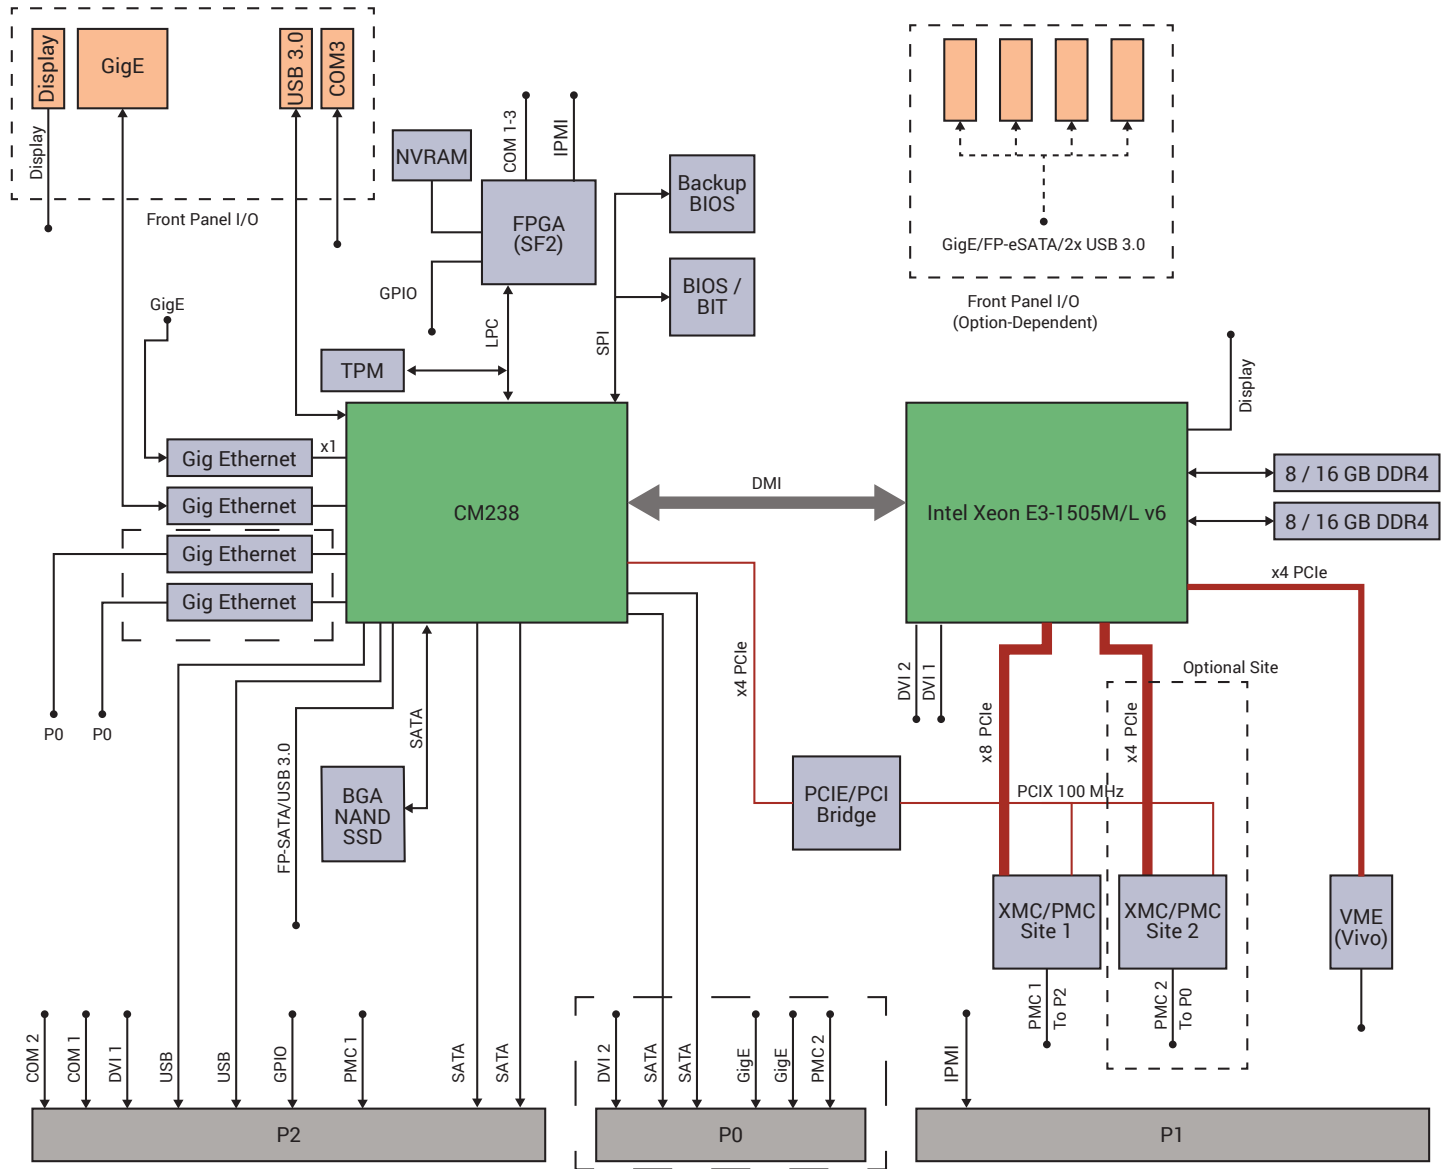 Display
GigE
USB 3.0
COM3
Display
Front Panel I/O
NVRAM
COM 1-3
IPMI
FPGA
(SF2)
GPIO
LPC
TPM
Backup
BIOS
BIOS /
BIT
SPI
GigE/FP-eSATA/2x USB 3.0
Front Panel I/O
(Option-Dependent)
GigE
Gig Ethernet
x1
Gig Ethernet
Gig Ethernet
Gig Ethernet
P0
P0
CM238
DMI
Intel Xeon E3-1505M/L v6
Display
8 / 16 GB DDR4
8 / 16 GB DDR4
x4 PCIe
DVI 2
DVI 1
x8 PCIe
x4 PCIe
Optional Site
x4 PCIe
FP-SATA/USB 3.0
SATA
BGA
NAND
SSD
PCIE/PCI
Bridge
PCIX 100 MHz
XMC/PMC
Site 1
XMC/PMC
Site 2
VME
(Vivo)
PMC 1
To P2
PMC 2
To P0
COM 2
COM 1
DVI 1
USB
USB
GPIO
PMC 1
SATA
SATA
DVI 2
SATA
SATA
GigE
GigE
PMC 2
IPMI
P2
P0
P1